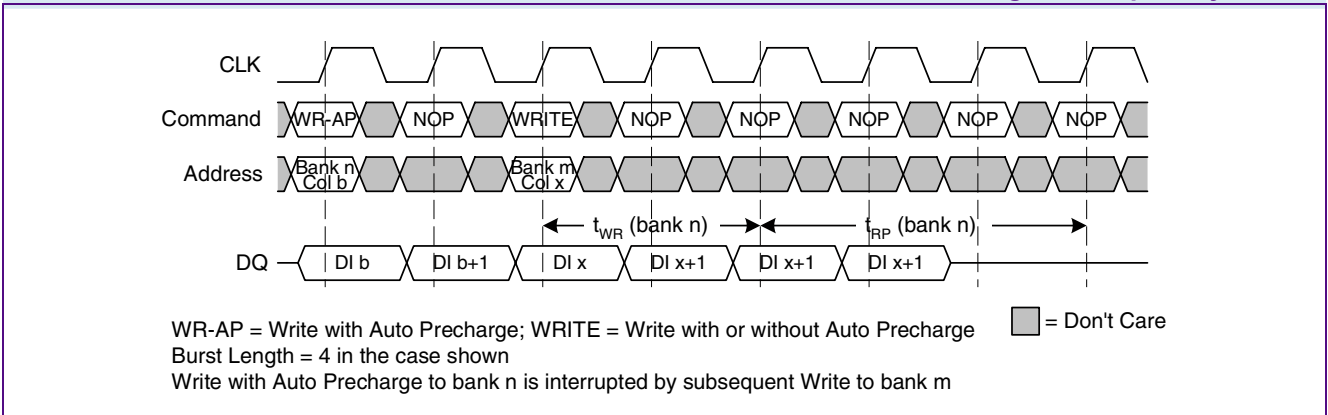 CLK
Command WR-AP NOP WRITE NOP NOP NOP NOP NOP
Address Bank n Col b Bank m Col x
tWR (bank n) tRP (bank n)
DQ DI b DI b+1 DI x DI x+1 DI x+1 DI x+1
WR-AP = Write with Auto Precharge; WRITE = Write with or without Auto Precharge
= Don't Care
Burst Length = 4 in the case shown
Write with Auto Precharge to bank n is interrupted by subsequent Write to bank m